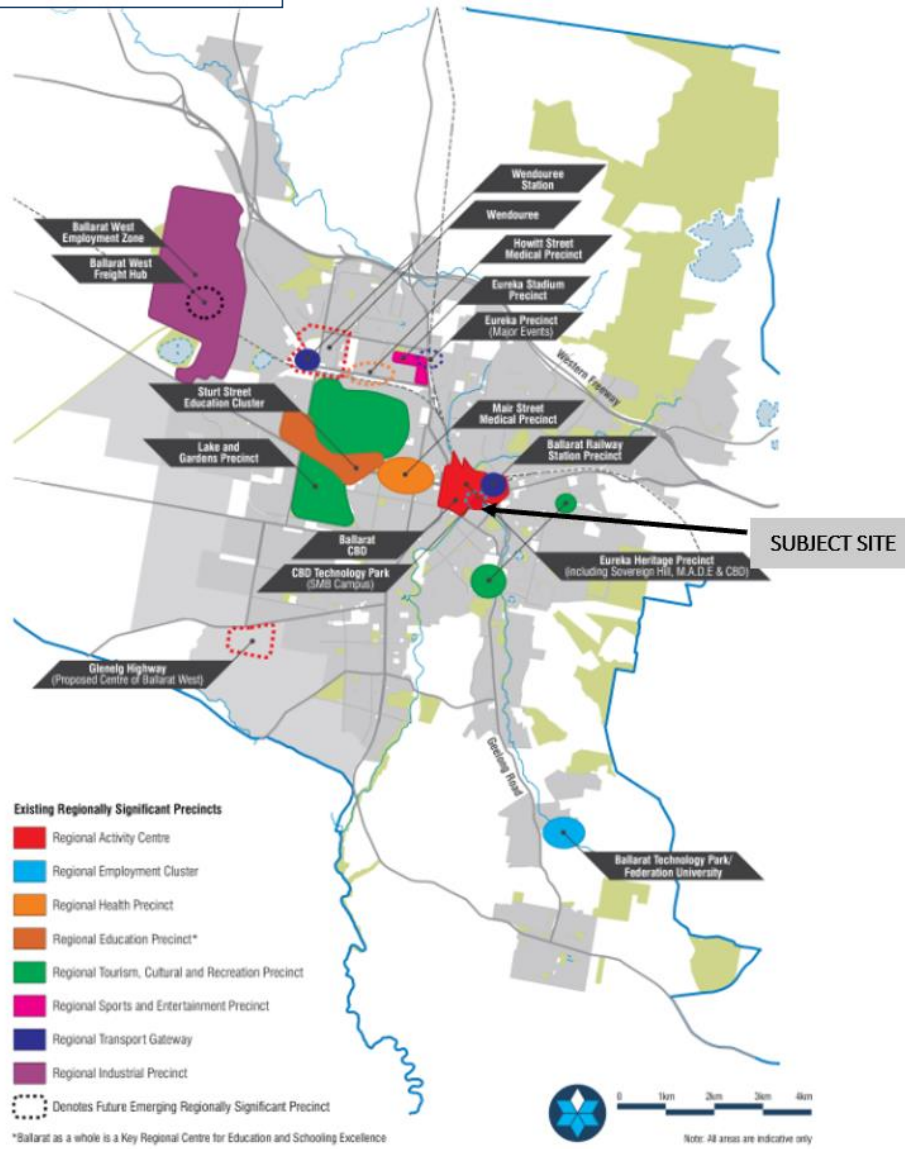 Wendouree
Station
Wendouree
Ballarat West
Employment Zone
Howitt Street
Medical Precinct
Ballarat West
Freight Hub
Eureka Stadium
Precinct
Eureka Precinct
(Major Events)
Western Freeway
Sturt Street
Education Cluster
Mair Street
Medical Precinct
Lake and
Gardens Precinct
Ballarat Railway
Station Precinct
SUBJECT SITE
Ballarat
CBD
Eureka Heritage Precinct
(including Sovereign Hill, M.A.D.E & CBD)
CBD Technology Park
(SMB Campus)
Glenelg Highway
(Proposed Centre of Ballarat West)
Geelong Road
Ballarat Technology Park/
Federation University
Existing Regionally Significant Precincts
Regional Activity Centre
Regional Employment Cluster
Regional Health Precinct
Regional Education Precinct*
Regional Tourism, Cultural and Recreation Precinct
Regional Sports and Entertainment Precinct
Regional Transport Gateway
Regional Industrial Precinct
Denotes Future Emerging Regionally Significant Precinct
*Ballarat as a whole is a Key Regional Centre for Education and Schooling Excellence
0 1km 2km 3km 4km
Note: All areas are indicative only